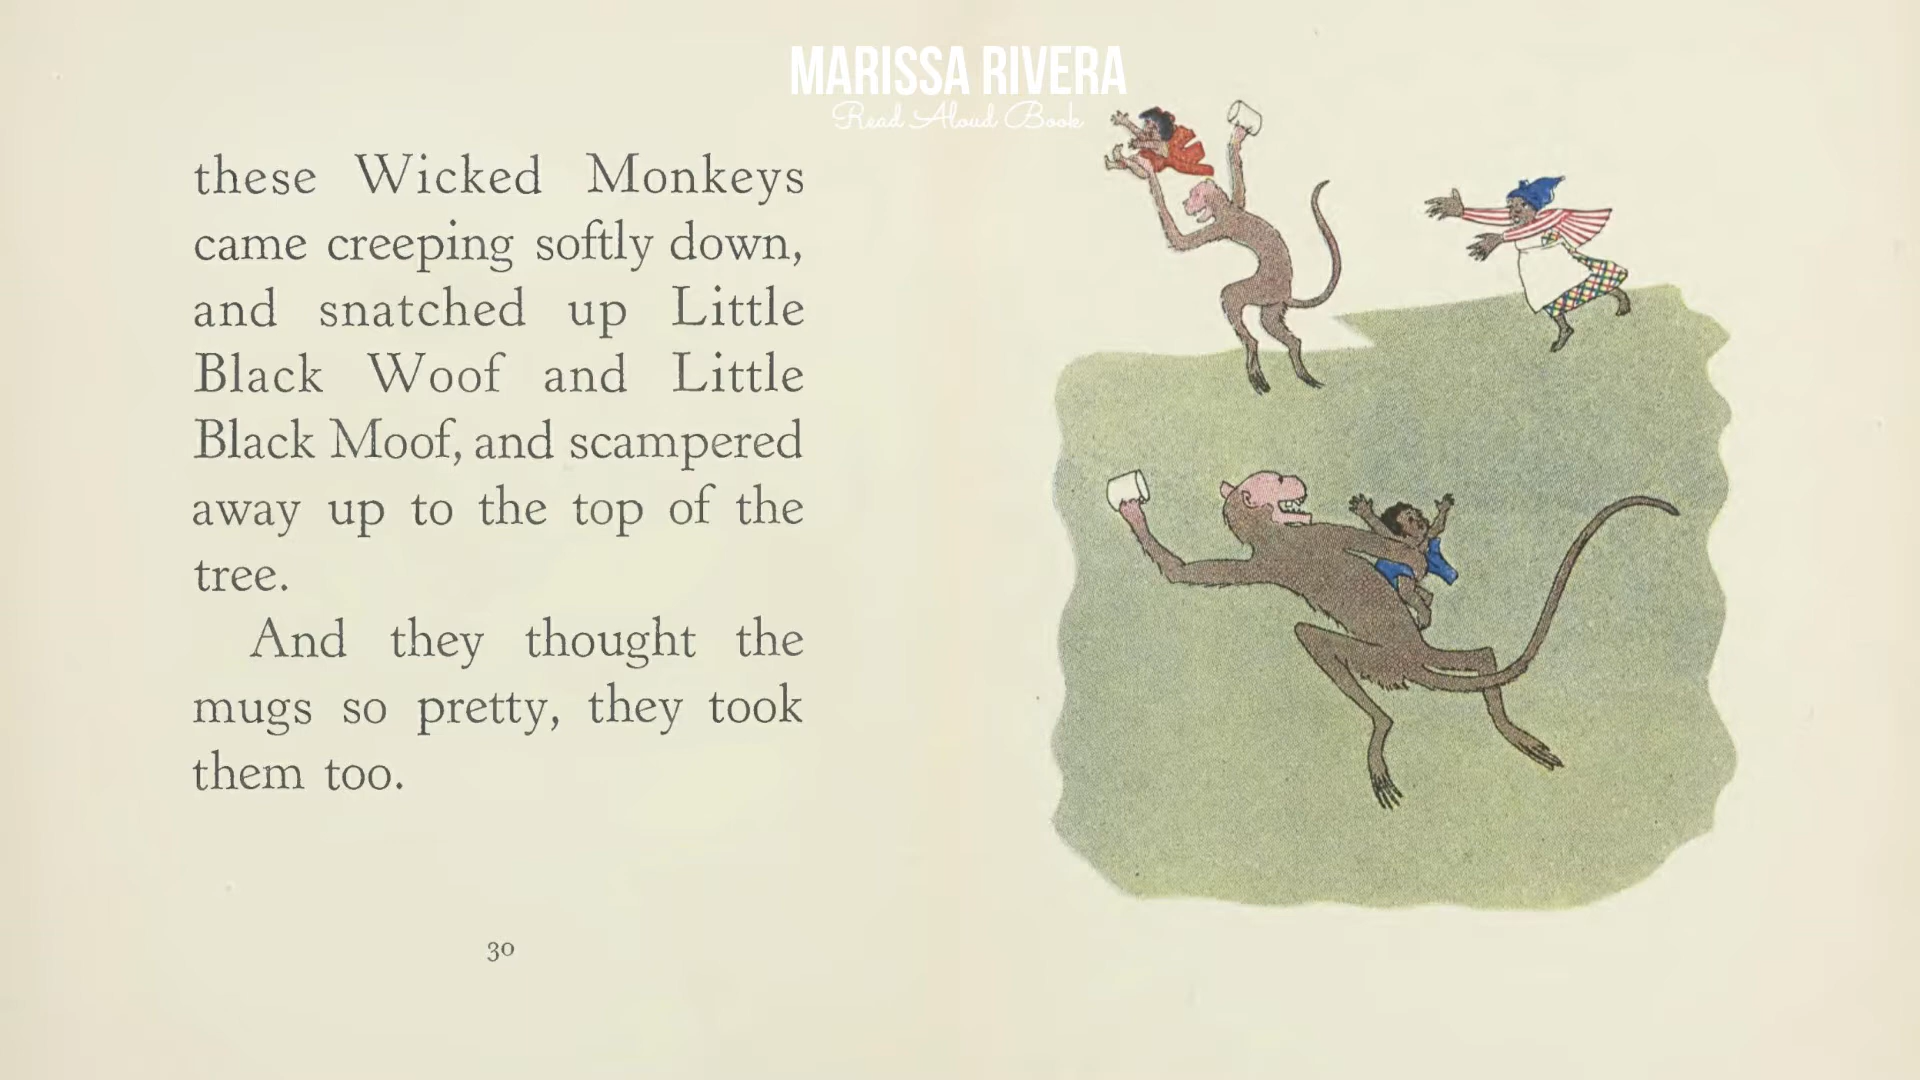 MARISSA RIVERA
Read Aloud Book
these Wicked Monkeys
came creeping softly down,
and snatched up Little
Black Woof and Little
Black Moof, and scampered
away up to the top of the
tree.
And they thought the
mugs so pretty, they took
them too.
30